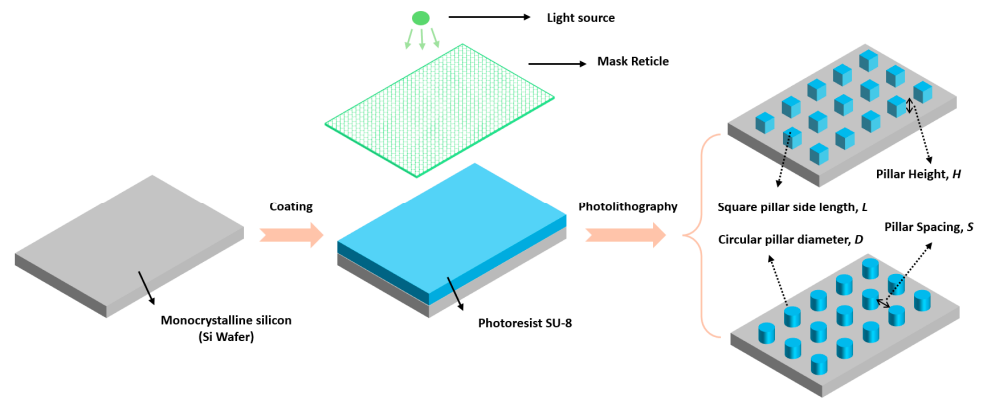 Light source
Mask Reticle
Coating
Photolithography
Monocrystalline silicon
(Si Wafer)
Photoresist SU-8
Pillar Height, H
Square pillar side length, L
Circular pillar diameter, D
Pillar Spacing, S